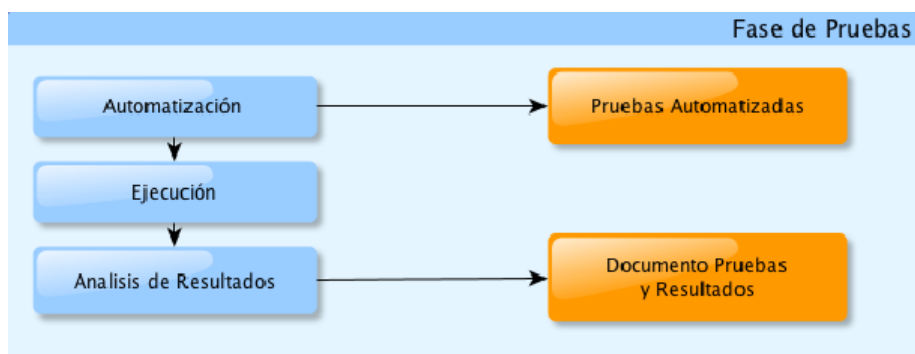 Fase de Pruebas
Automatización
Pruebas Automatizadas
Ejecución
Analisis de Resultados
Documento Pruebas
y Resultados